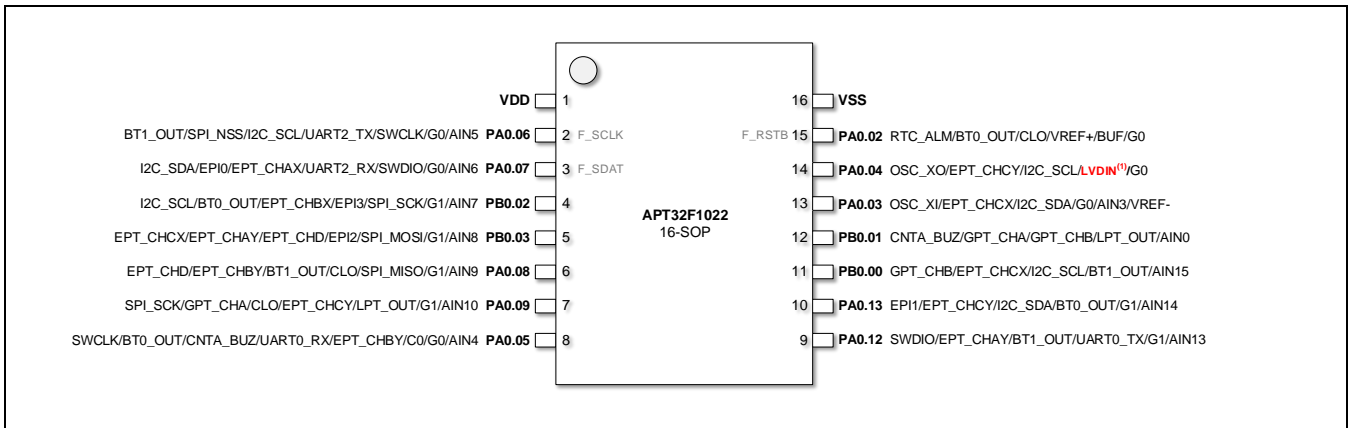 VDD 1 16 VSS
BT1_OUT/SPI_NSS/I2C_SCL/UART2_TX/SWCLK/G0/AIN5 PA0.06 2 F_SCLK F_RSTB 15 PA0.02 RTC_ALM/BT0_OUT/CLO/VREF+/BUF/G0
I2C_SDA/EPI0/EPT_CHAX/UART2_RX/SWDIO/G0/AIN6 PA0.07 3 F_SDAT 14 PA0.04 OSC_XO/EPT_CHCY/I2C_SCL/LVDIN(1)/G0
I2C_SCL/BT0_OUT/EPT_CHBX/EPI3/SPI_SCK/G1/AIN7 PB0.02 4 13 PA0.03 OSC_XI/EPT_CHCX/I2C_SDA/G0/AIN3/VREF-
APT32F1022
16-SOP
EPT_CHCX/EPT_CHAY/EPT_CHD/EPI2/SPI_MOSI/G1/AIN8 PB0.03 5 12 PB0.01 CNTA_BUZ/GPT_CHA/GPT_CHB/LPT_OUT/AIN0
EPT_CHD/EPT_CHBY/BT1_OUT/CLO/SPI_MISO/G1/AIN9 PA0.08 6 11 PB0.00 GPT_CHB/EPT_CHCX/I2C_SCL/BT1_OUT/AIN15
SPI_SCK/GPT_CHA/CLO/EPT_CHCY/LPT_OUT/G1/AIN10 PA0.09 7 10 PA0.13 EPI1/EPT_CHCY/I2C_SDA/BT0_OUT/G1/AIN14
SWCLK/BT0_OUT/CNTA_BUZ/UART0_RX/EPT_CHBY/C0/G0/AIN4 PA0.05 8 9 PA0.12 SWDIO/EPT_CHAY/BT1_OUT/UART0_TX/G1/AIN13